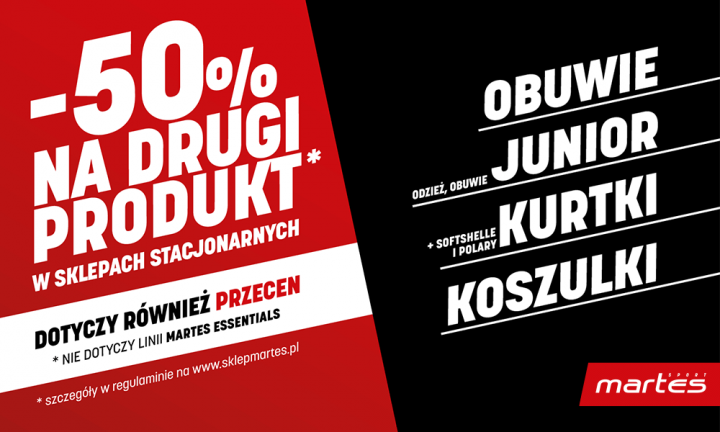 -50%
NA DRUGI
PRODUKT*
W SKLEPACH STACJONARNYCH
DOTYCZY RÓWNIEŻ PRZECEN
* NIE DOTYCZY LINII MARTES ESSENTIALS
* szczegóły w regulaminie na www.sklepmartes.pl
OBUWIE
ODZIEŻ, OBUWIE JUNIOR
+ SOFTSHELLE
I POLARY KURTKI
KOSZULKI
SPORT
martes